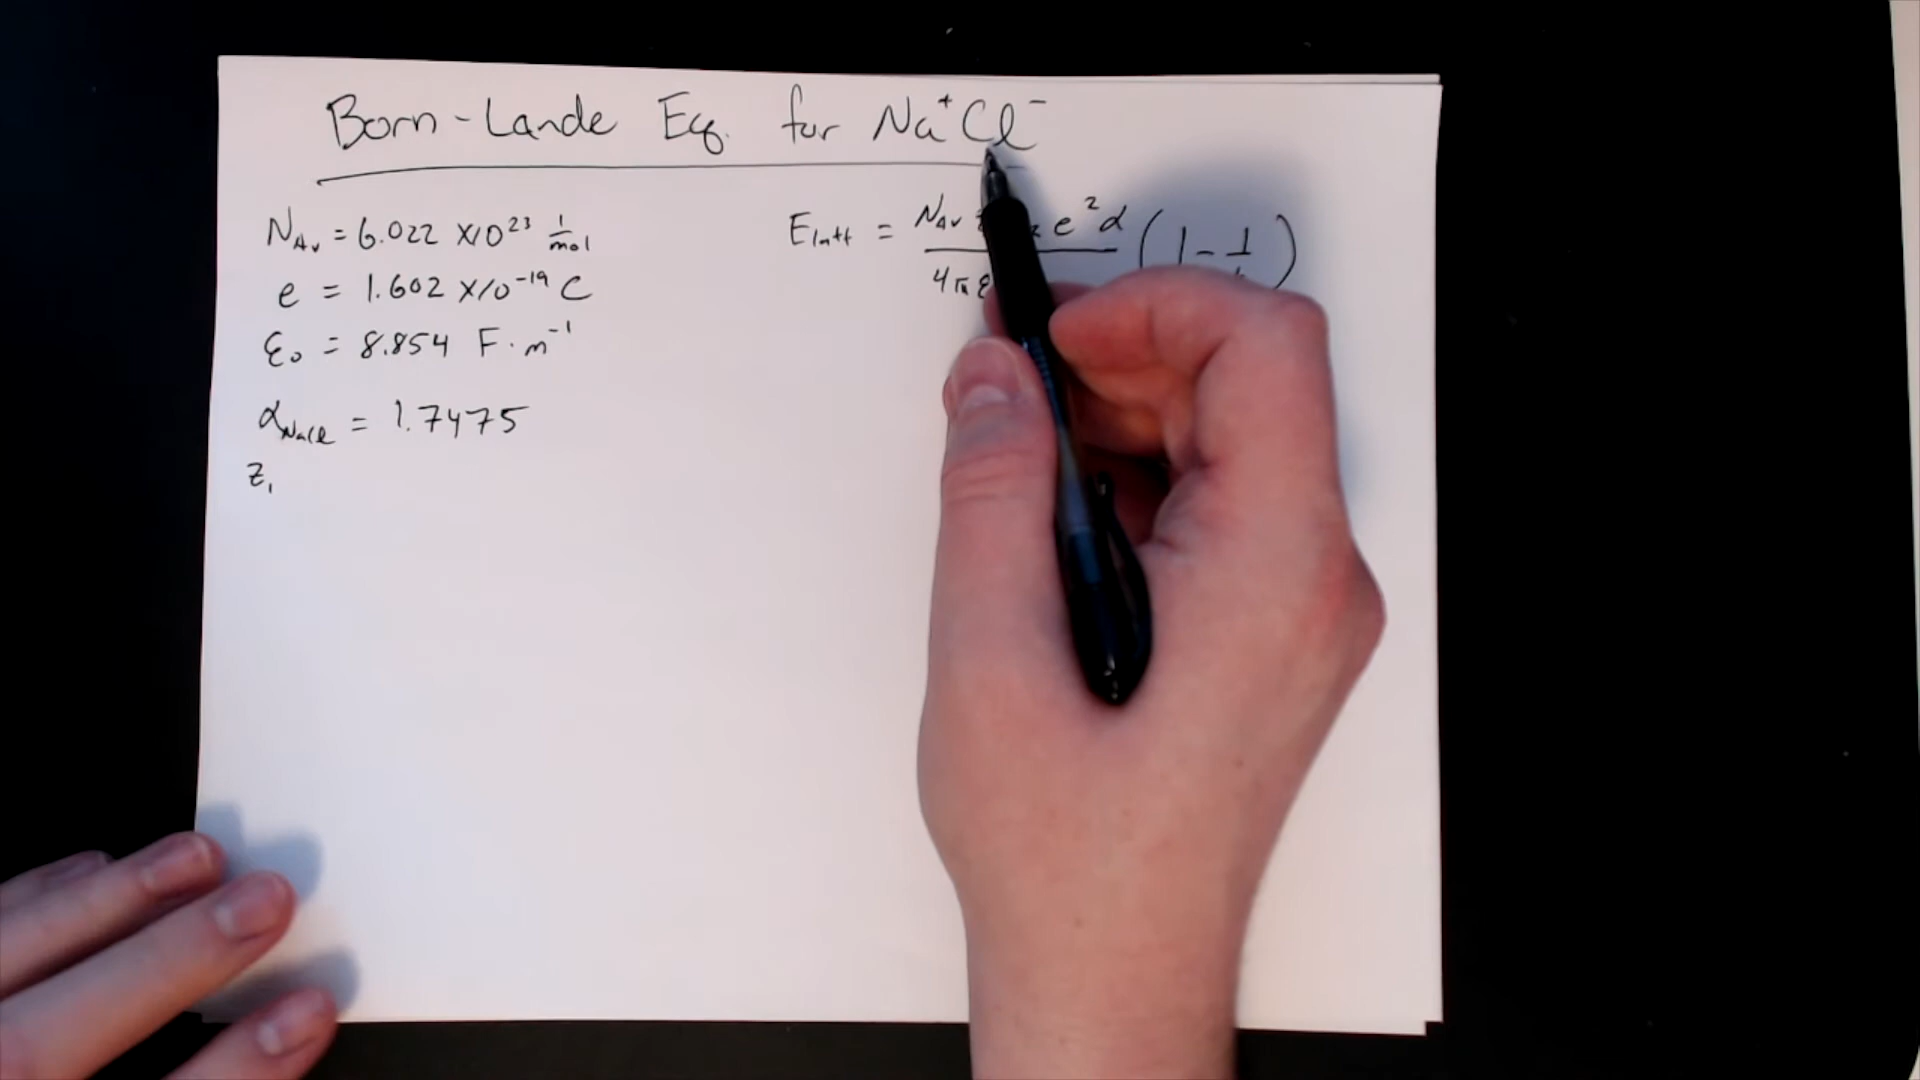 Born-Lande Eq. for Na⁺Cl⁻
N_Av = 6.022 x10²³ 1/mol
e = 1.602 x10⁻¹⁹ C
ε₀ = 8.854 F·m⁻¹
α_NaCl = 1.7475
z₁
E_latt = N_Av e²α / 4πε (1 - 1/